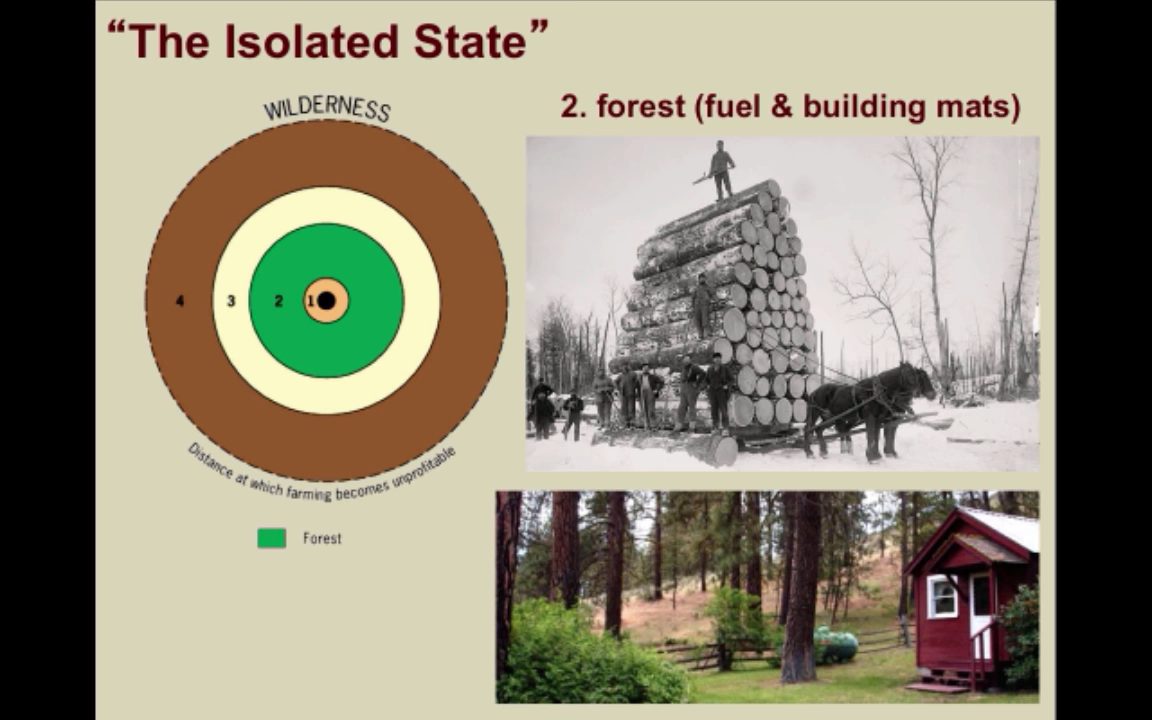 “The Isolated State”
2. forest (fuel & building mats)
WILDERNESS
4 3 2 1
Distance at which farming becomes unprofitable
Forest